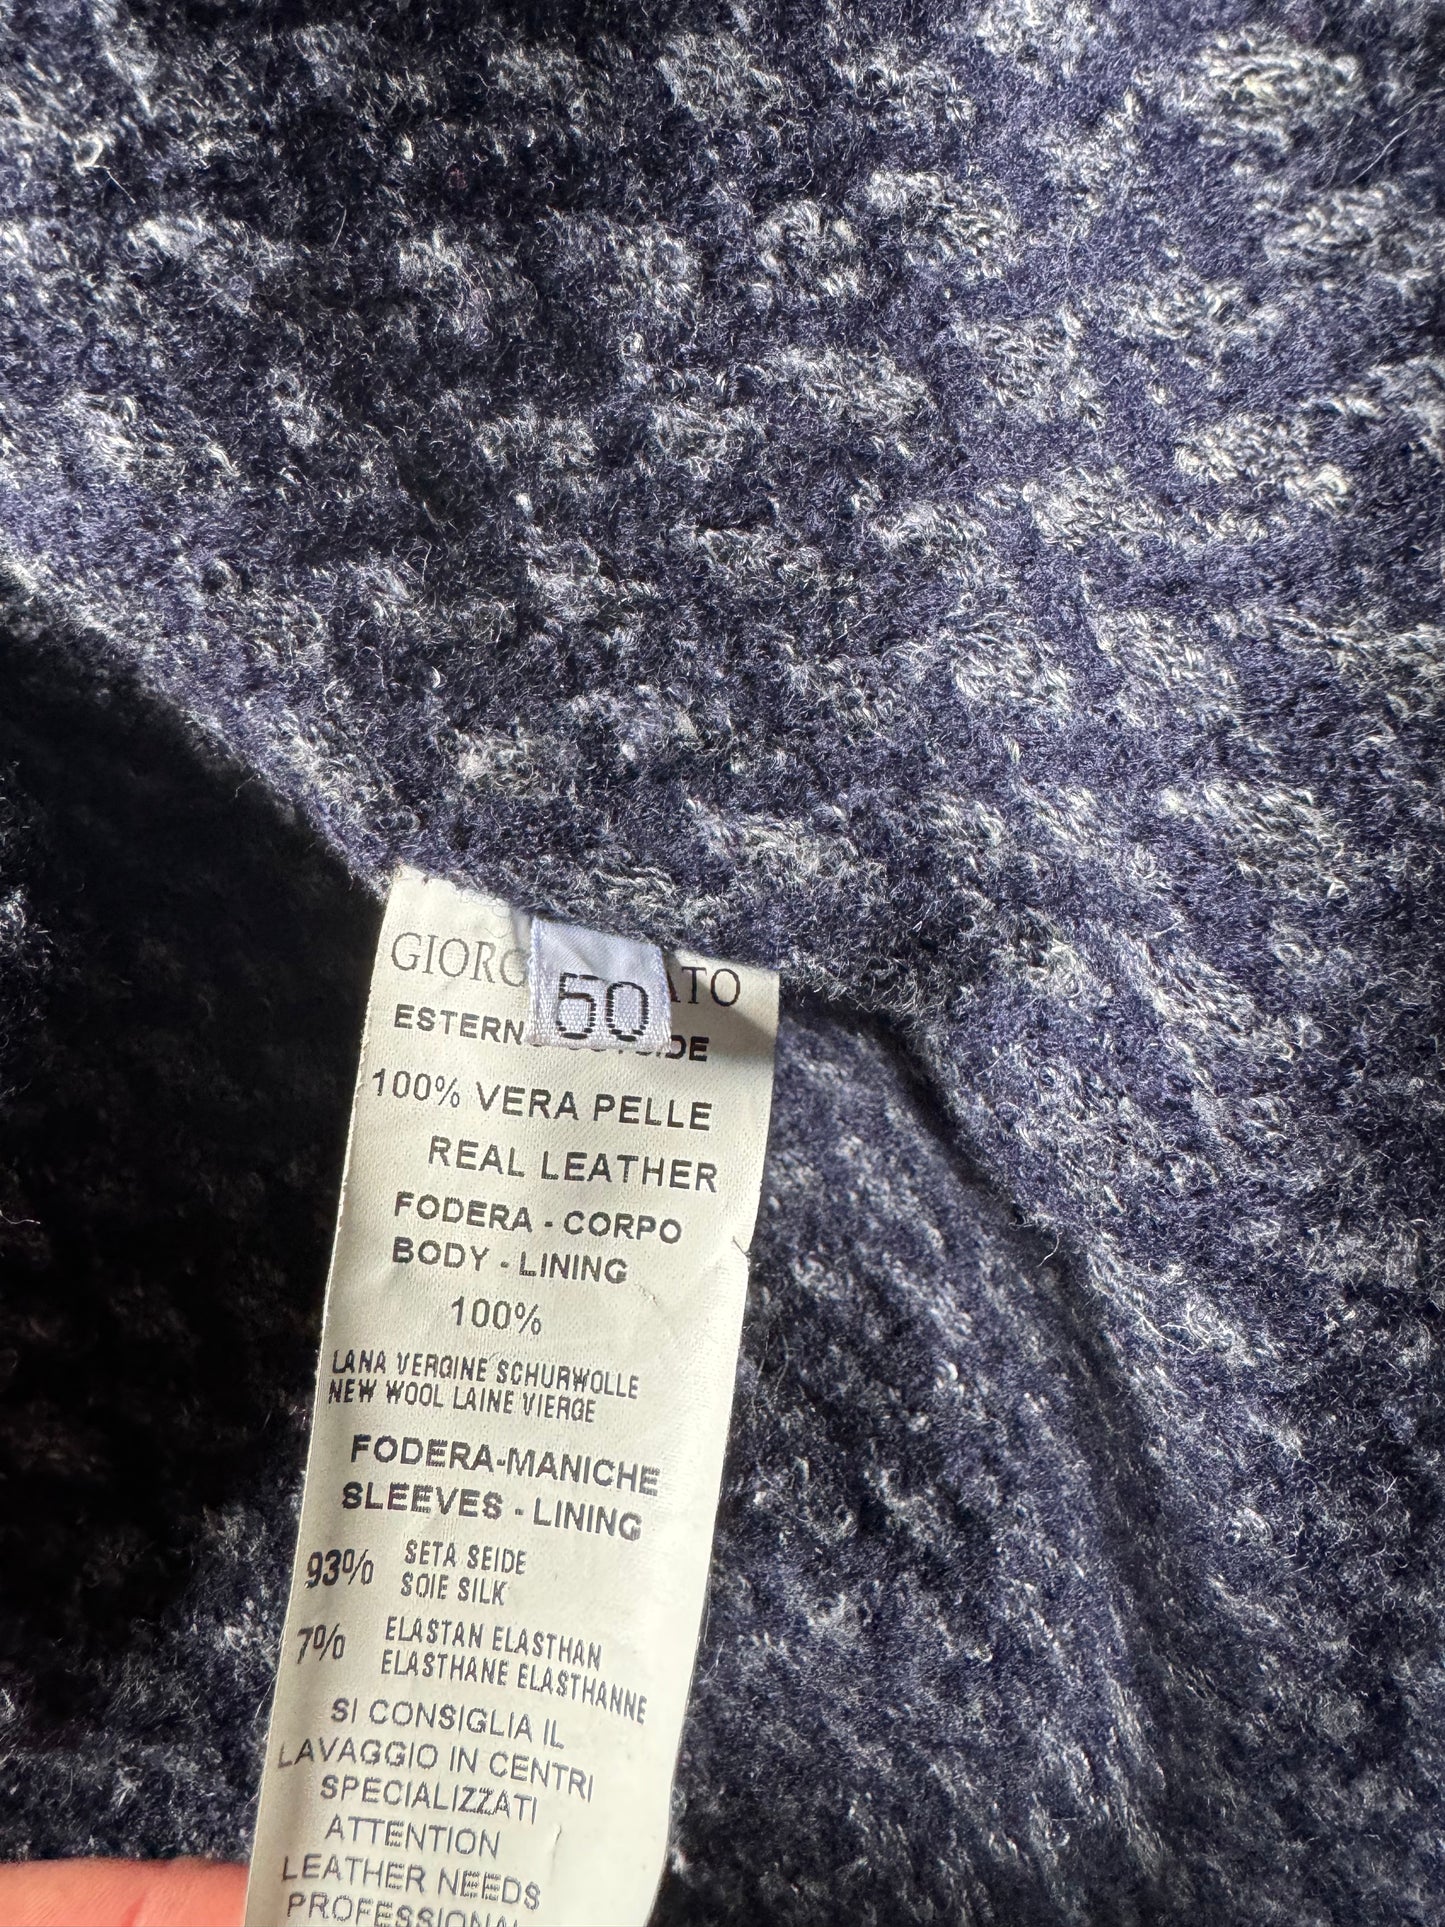 50
ESTERN
100% VERA PELLE
REAL LEATHER
FODERA - CORPO
BODY - LINING
100%
LANA VERGINE SCHURWOLLE
NEW WOOL LAINE VIERGE
FODERA-MANICHE
SLEEVES - LINING
93% SETA SEIDE
SOIE SILK
7% ELASTAN ELASTHAN
ELASTHANE ELASTHANNE
SI CONSIGLIA IL
LAVAGGIO IN CENTRI
SPECIALIZZATI
ATTENTION
LEATHER NEEDS